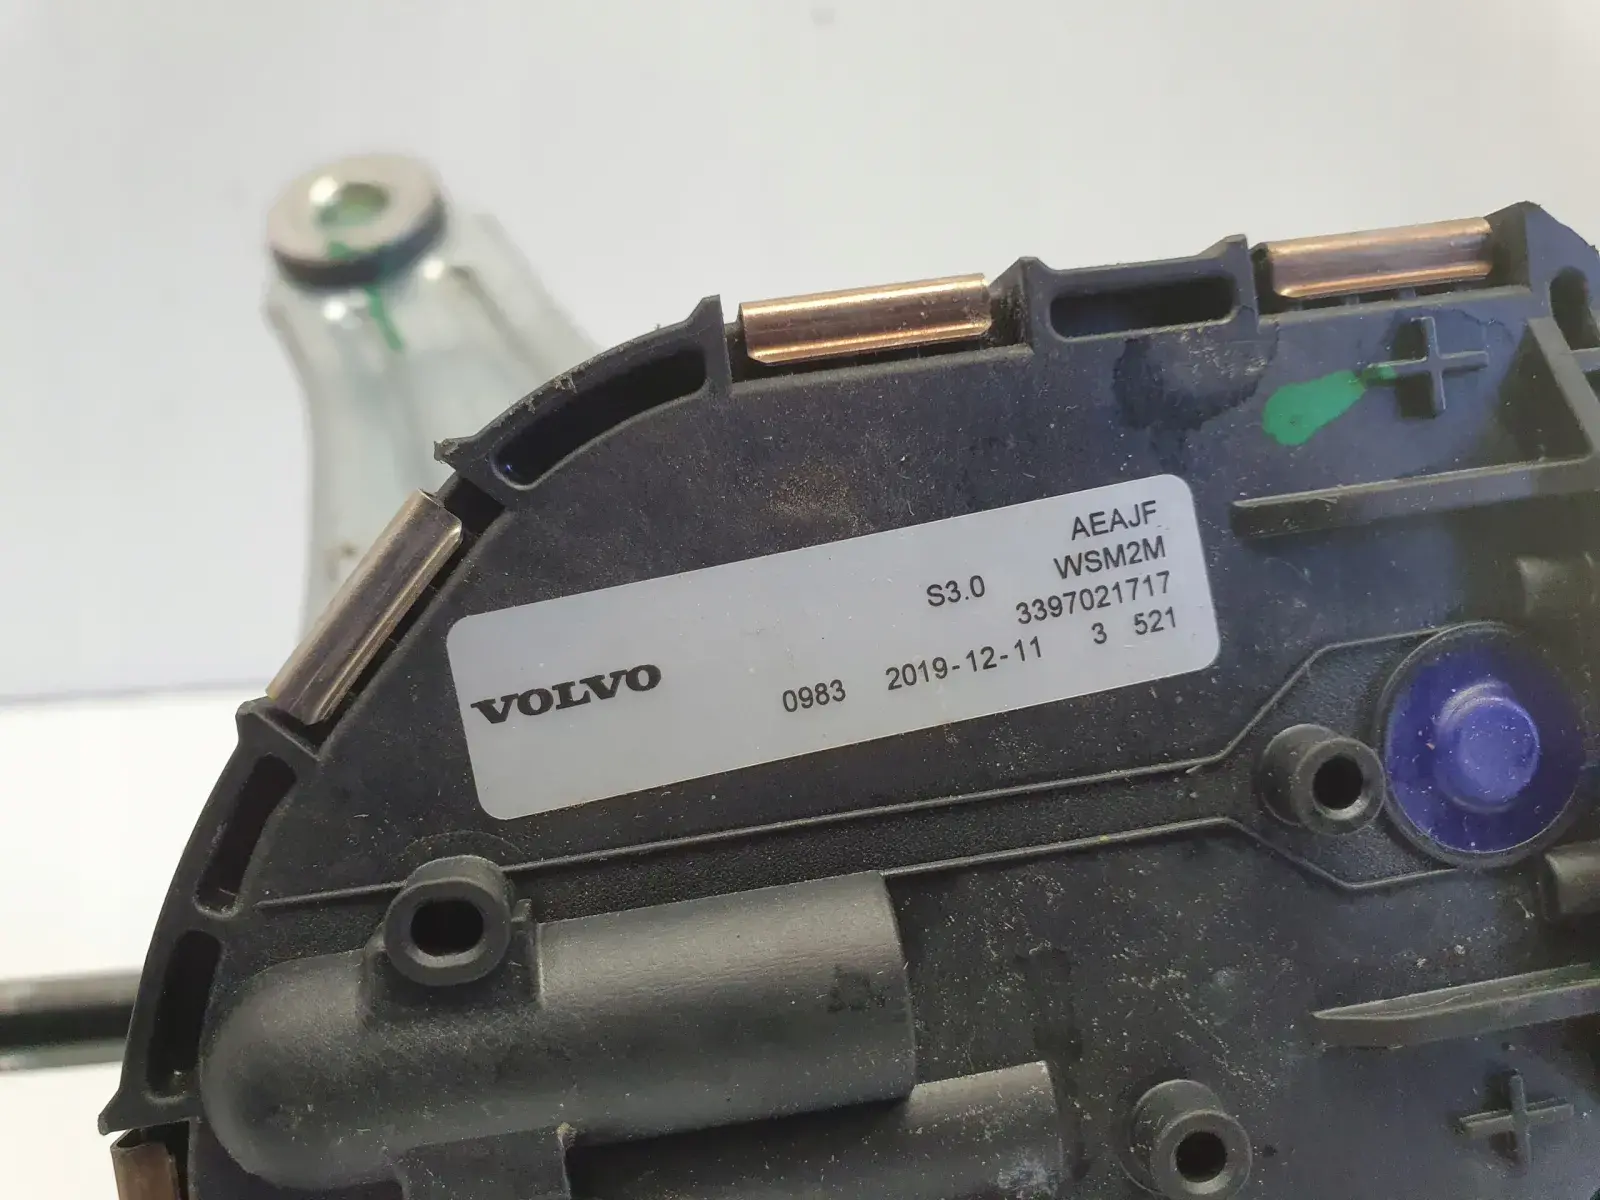 AEAJF
S3.0 WSM2M
3397021717
VOLVO 0983 2019-12-11 3 521